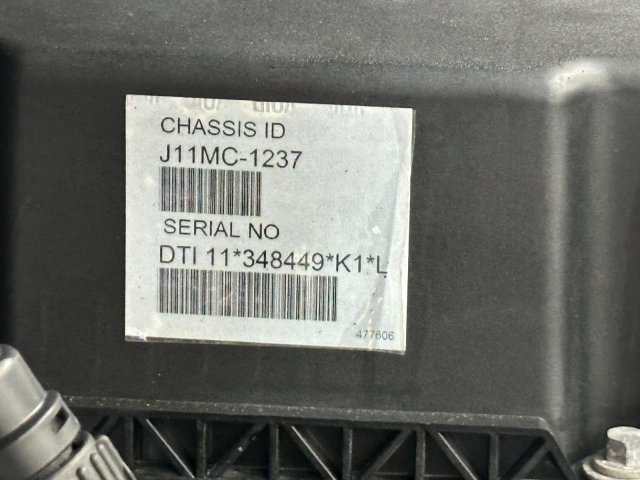 CHASSIS ID
J11MC-1237
SERIAL NO
DTI 11*348449*K1*L
477606